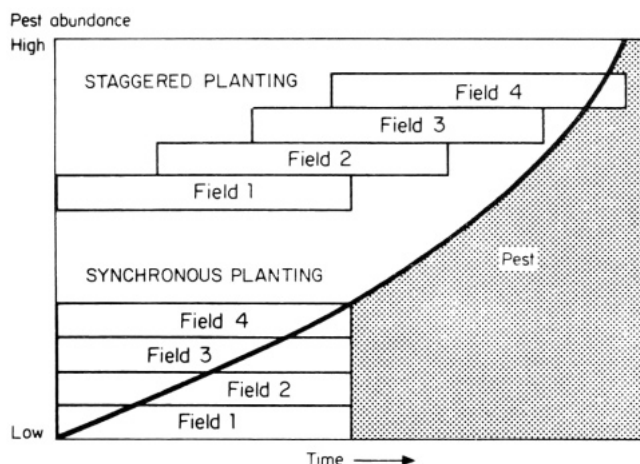 Pest abundance
High
STAGGERED PLANTING
Field 4
Field 3
Field 2
Field 1
Pest
SYNCHRONOUS PLANTING
Field 4
Field 3
Field 2
Field 1
Low
Time